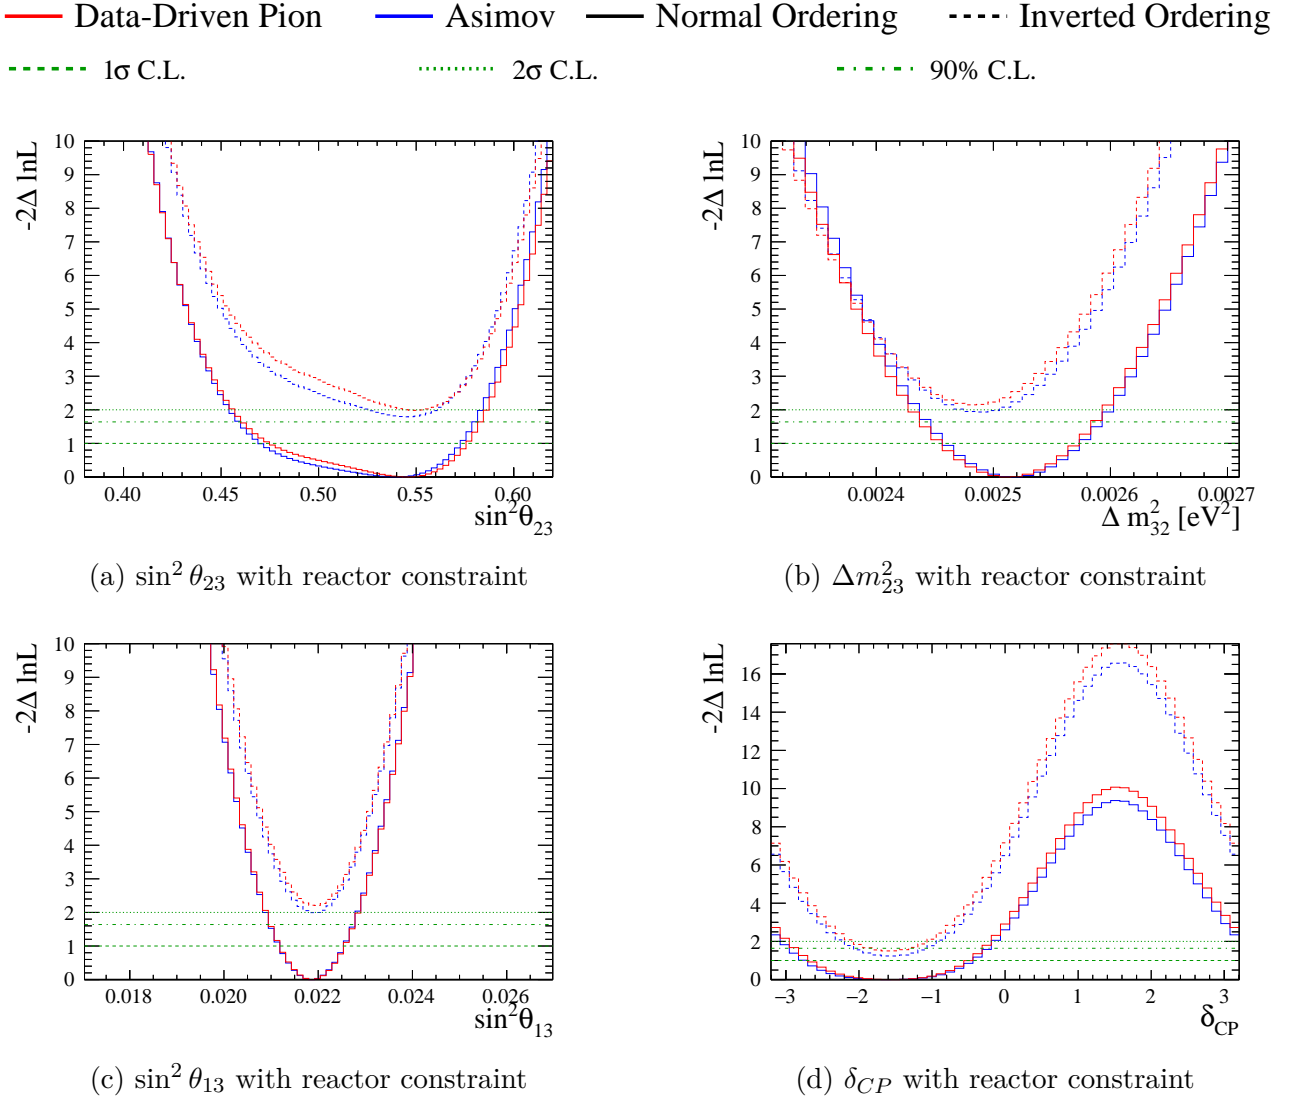 Data-Driven Pion Asimov Normal Ordering Inverted Ordering
1σ C.L. 2σ C.L. 90% C.L.
-2Δ lnL
10
9
8
7
6
5
4
3
2
1
0
0.40 0.45 0.50 0.55 0.60
sin²θ₂₃
(a) sin² θ₂₃ with reactor constraint
-2Δ lnL
10
9
8
7
6
5
4
3
2
1
0
0.0024 0.0025 0.0026 0.0027
Δ m²₃₂ [eV²]
(b) Δm²₂₃ with reactor constraint
-2Δ lnL
10
9
8
7
6
5
4
3
2
1
0
0.018 0.020 0.022 0.024 0.026
sin²θ₁₃
(c) sin² θ₁₃ with reactor constraint
-2Δ lnL
16
14
12
10
8
6
4
2
0
−3 −2 −1 0 1 2 3
δCP
(d) δCP with reactor constraint